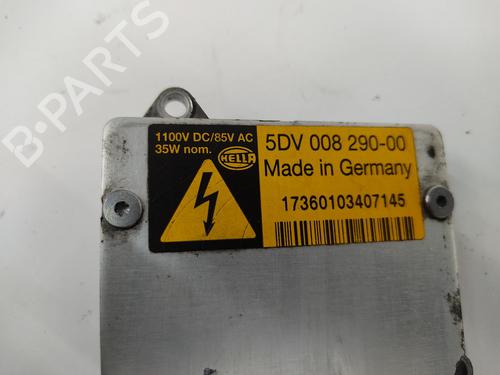 1100V DC/85V AC
35W nom.
HELLA
5DV 008 290-00
Made in Germany
17360103407145
B-PARTS